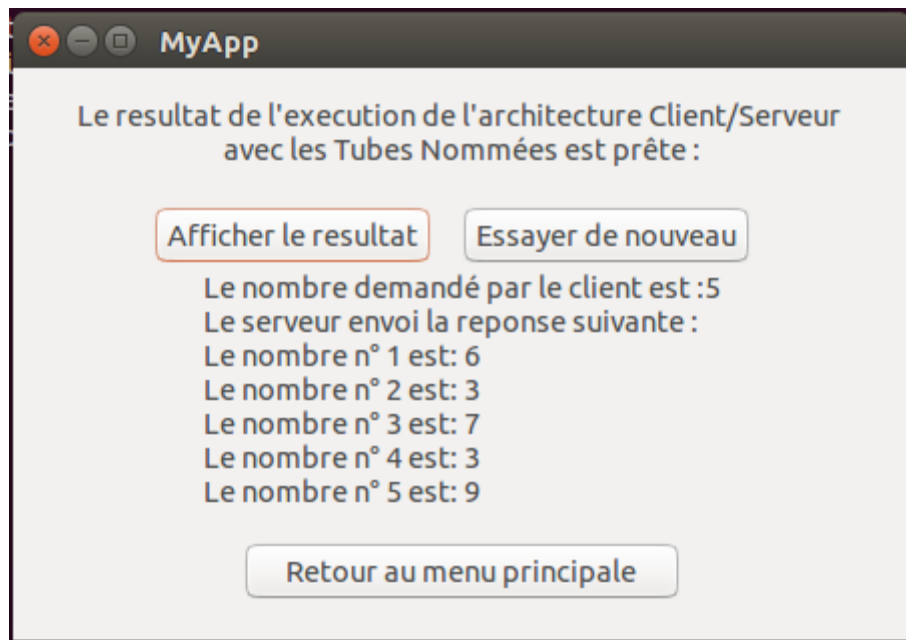 MyApp
Le resultat de l'execution de l'architecture Client/Serveur
avec les Tubes Nommées est prête :
Afficher le resultat
Essayer de nouveau
Le nombre demandé par le client est :5
Le serveur envoi la reponse suivante :
Le nombre n° 1 est: 6
Le nombre n° 2 est: 3
Le nombre n° 3 est: 7
Le nombre n° 4 est: 3
Le nombre n° 5 est: 9
Retour au menu principale